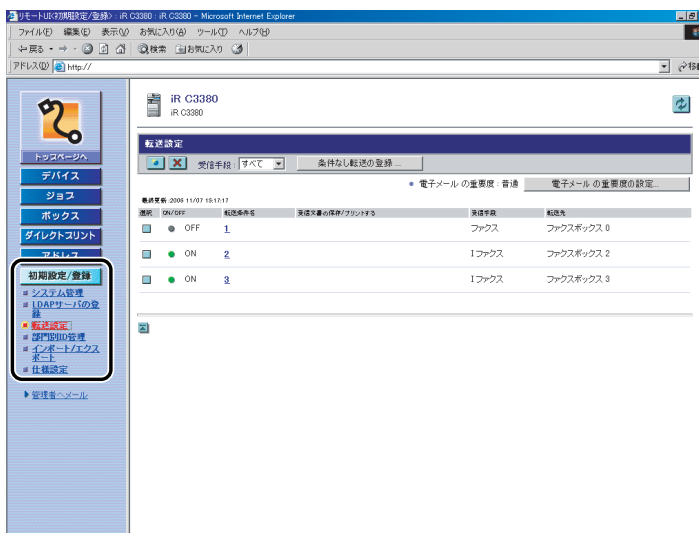 リモートUI<初期設定/登録> : iR C3380 : iR C3380 - Microsoft Internet Explorer
ファイル(F) 編集(E) 表示(V) お気に入り(A) ツール(T) ヘルプ(H)
戻る 検索 お気に入り
アドレス(D) http:// 移動
トップページへ
デバイス
ジョブ
ボックス
ダイレクトプリント
アドレス
初期設定/登録
システム管理
LDAPサーバの登
録
転送設定
部門別ID管理
インポート/エクス
ポート
仕様設定
管理者へメール
iR C3380
iR C3380
転送設定
受信手段 : すべて 条件なし転送の登録 ...
電子メール の重要度 : 普通 電子メール の重要度の設定...
最終更新 :2006 11/07 19:17:17
選択 ON/OFF 転送条件名 受信文書の保存/プリントする 受信手段 転送先
OFF 1 ファクス ファクスボックス 0
ON 2 Iファクス ファクスボックス 2
ON 3 Iファクス ファクスボックス 3